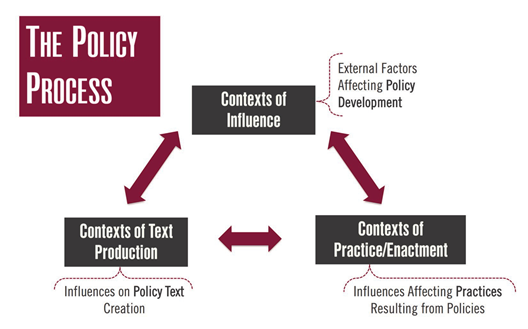 THE POLICY
PROCESS
External Factors
Affecting Policy
Development
Contexts of
Influence
Contexts of Text
Production
Contexts of
Practice/Enactment
Influences on Policy Text
Creation
Influences Affecting Practices
Resulting from Policies